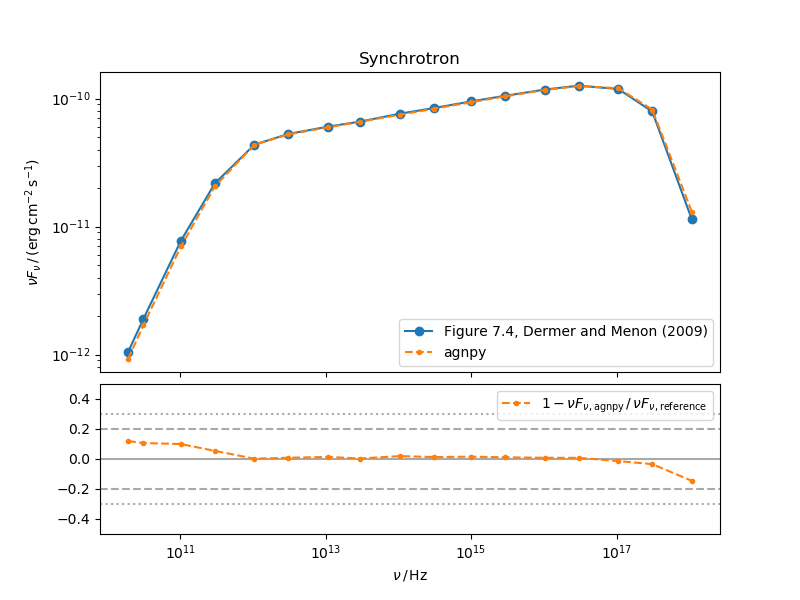 Synchrotron
10⁻¹⁰
10⁻¹¹
10⁻¹²
νF_ν / (erg cm⁻² s⁻¹)
Figure 7.4, Dermer and Menon (2009)
agnpy
0.4
0.2
0.0
−0.2
−0.4
1 − νF_ν, agnpy / νF_ν, reference
10¹¹ 10¹³ 10¹⁵ 10¹⁷
ν / Hz